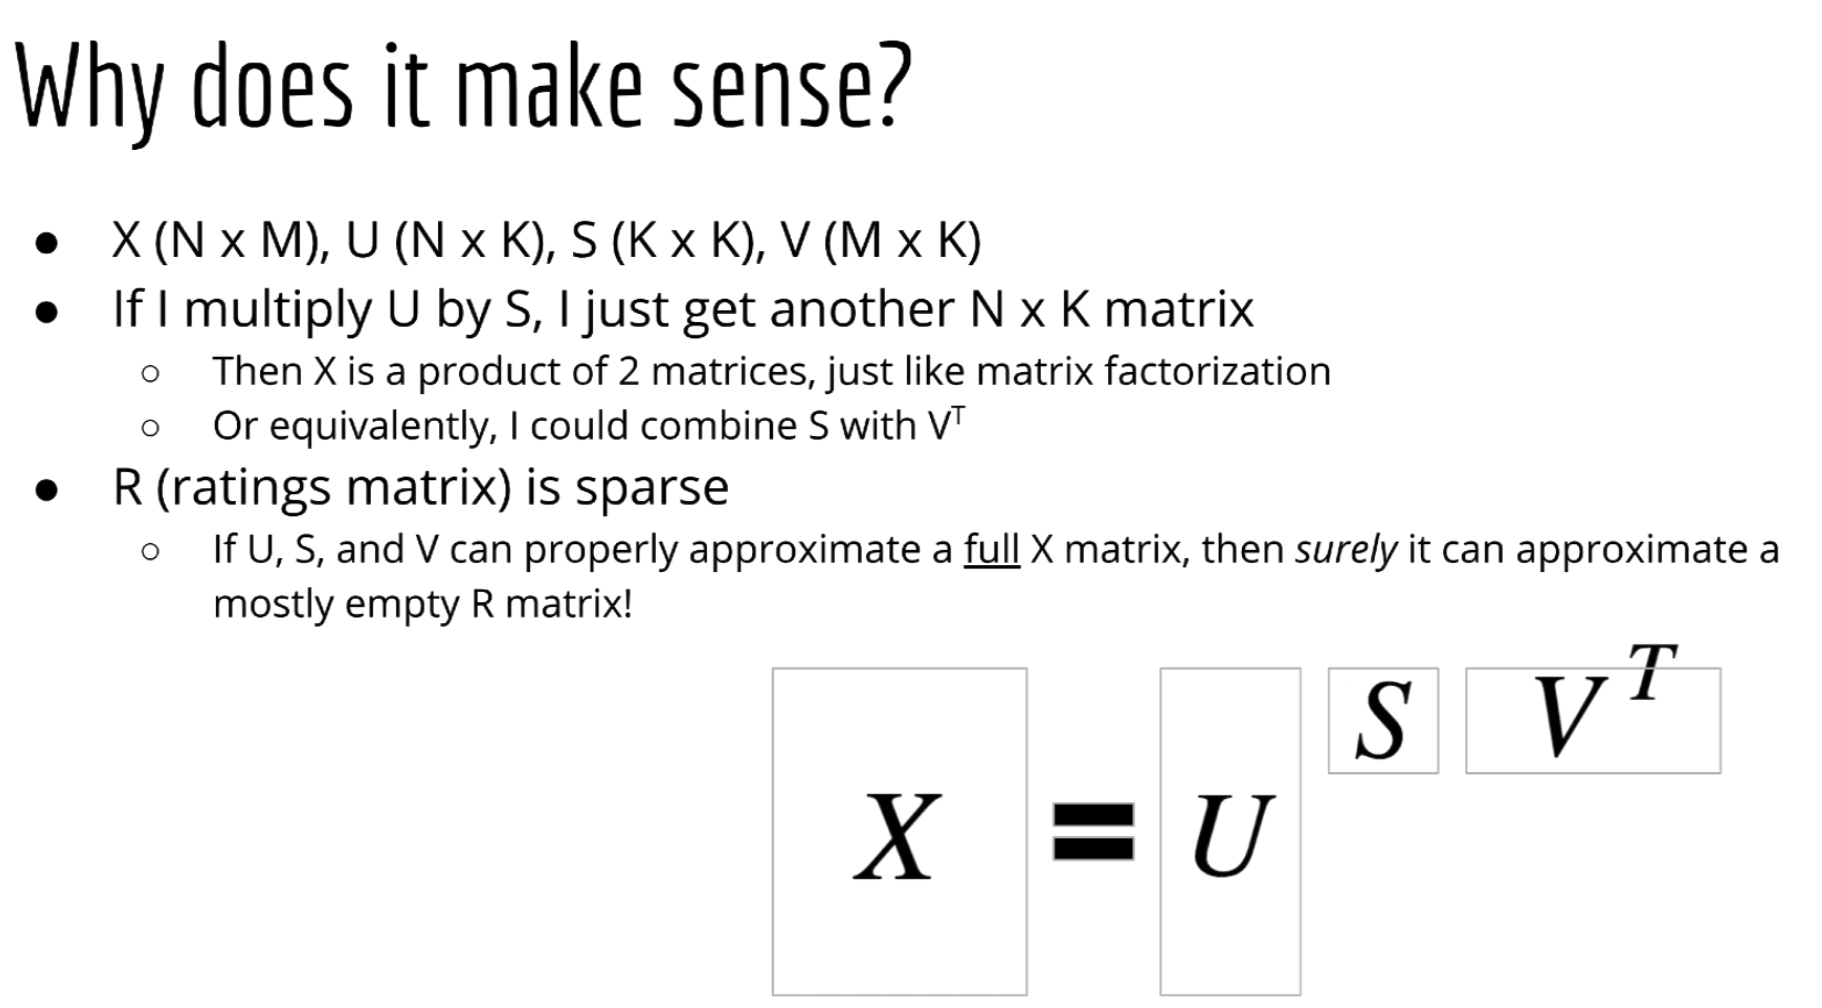 Why does it make sense?
● X (N x M), U (N x K), S (K x K), V (M x K)
● If I multiply U by S, I just get another N x K matrix
○ Then X is a product of 2 matrices, just like matrix factorization
○ Or equivalently, I could combine S with Vᵀ
● R (ratings matrix) is sparse
○ If U, S, and V can properly approximate a full X matrix, then surely it can approximate a
mostly empty R matrix!
X = U S Vᵀ